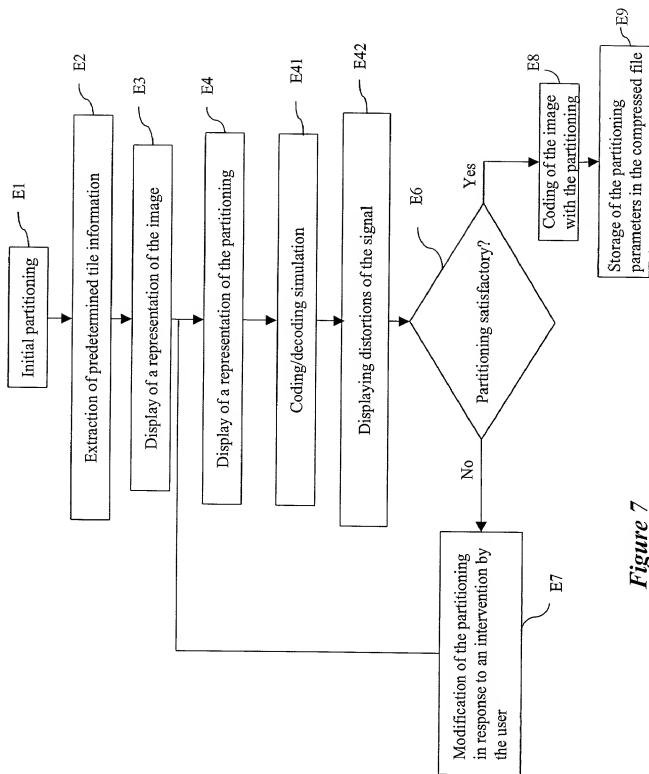 E1
Initial partitioning
E2
Extraction of predetermined tile information
E3
Display of a representation of the image
E4
Display of a representation of the partitioning
E41
Coding/decoding simulation
E42
Displaying distortions of the signal
E6
Partitioning satisfactory?
Yes
No
E8
Coding of the image
with the partitioning
E9
Storage of the partitioning
parameters in the compressed file
Modification of the partitioning
in response to an intervention by
the user
E7
Figure 7